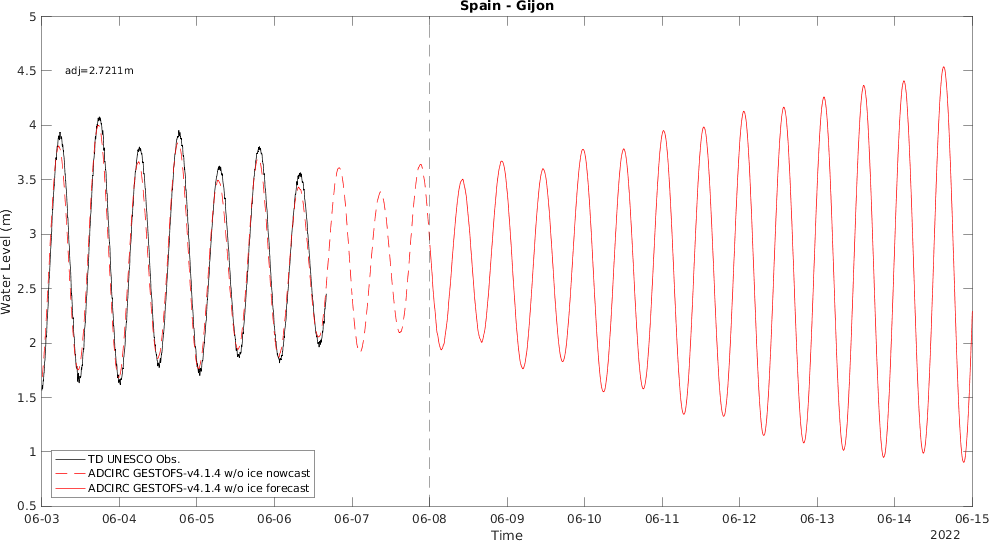 Spain - Gijon
5
4.5
4
3.5
3
2.5
2
1.5
1
0.5
Water Level (m)
adj=2.7211m
TD UNESCO Obs.
ADCIRC GESTOFS-v4.1.4 w/o ice nowcast
ADCIRC GESTOFS-v4.1.4 w/o ice forecast
06-03 06-04 06-05 06-06 06-07 06-08 06-09 06-10 06-11 06-12 06-13 06-14 06-15
Time
2022